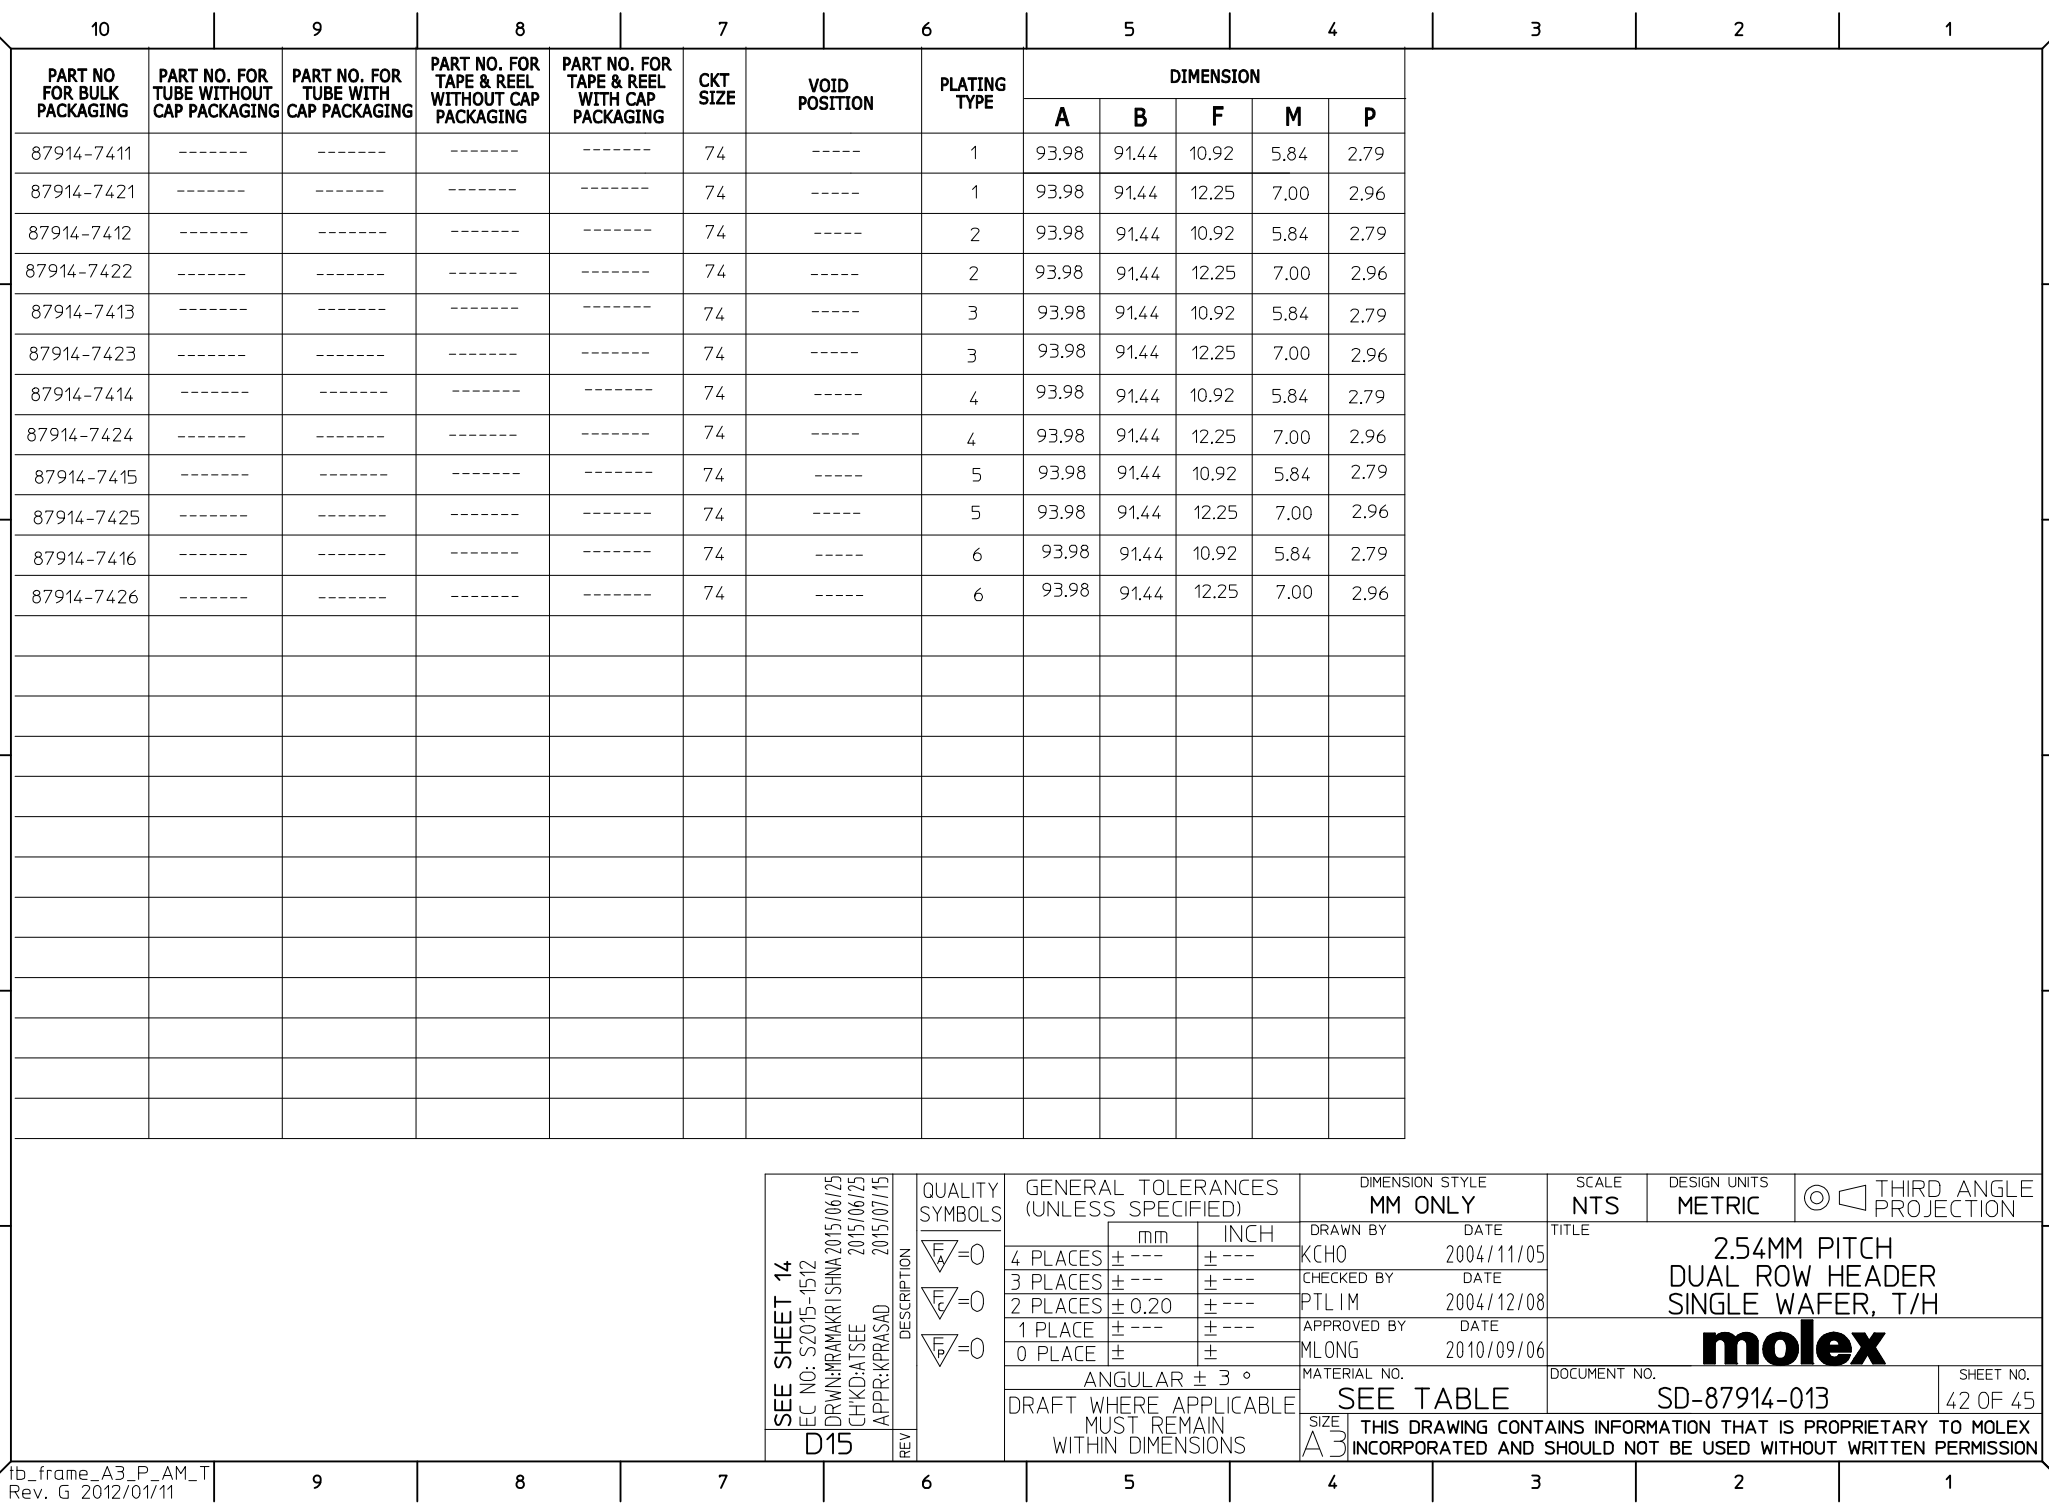 10 9 8 7 6 5 4 3 2 1
PART NO FOR BULK PACKAGING
PART NO. FOR TUBE WITHOUT CAP PACKAGING
PART NO. FOR TUBE WITH CAP PACKAGING
PART NO. FOR TAPE & REEL WITHOUT CAP PACKAGING
PART NO. FOR TAPE & REEL WITH CAP PACKAGING
CKT SIZE
VOID POSITION
PLATING TYPE
DIMENSION
A B F M P
87914-7411 ------- ------- ------- ------- 74 ----- 1 93.98 91.44 10.92 5.84 2.79
87914-7421 ------- ------- ------- ------- 74 ----- 1 93.98 91.44 12.25 7.00 2.96
87914-7412 ------- ------- ------- ------- 74 ----- 2 93.98 91.44 10.92 5.84 2.79
87914-7422 ------- ------- ------- ------- 74 ----- 2 93.98 91.44 12.25 7.00 2.96
87914-7413 ------- ------- ------- ------- 74 ----- 3 93.98 91.44 10.92 5.84 2.79
87914-7423 ------- ------- ------- ------- 74 ----- 3 93.98 91.44 12.25 7.00 2.96
87914-7414 ------- ------- ------- ------- 74 ----- 4 93.98 91.44 10.92 5.84 2.79
87914-7424 ------- ------- ------- ------- 74 ----- 4 93.98 91.44 12.25 7.00 2.96
87914-7415 ------- ------- ------- ------- 74 ----- 5 93.98 91.44 10.92 5.84 2.79
87914-7425 ------- ------- ------- ------- 74 ----- 5 93.98 91.44 12.25 7.00 2.96
87914-7416 ------- ------- ------- ------- 74 ----- 6 93.98 91.44 10.92 5.84 2.79
87914-7426 ------- ------- ------- ------- 74 ----- 6 93.98 91.44 12.25 7.00 2.96
SEE SHEET 14
EC NO: S2015-1512
DRWN:MRAMAKRISHNA 2015/06/25
CH'KD:ATSEE 2015/06/25
APPR:KPRASAD 2015/07/15
DESCRIPTION
D15
REV
QUALITY
SYMBOLS
FA=0
FC=0
FP=0
GENERAL TOLERANCES
(UNLESS SPECIFIED)
mm INCH
4 PLACES ± --- ± ---
3 PLACES ± --- ± ---
2 PLACES ± 0.20 ± ---
1 PLACE ± --- ± ---
0 PLACE ± ±
ANGULAR ± 3 °
DRAFT WHERE APPLICABLE
MUST REMAIN
WITHIN DIMENSIONS
DIMENSION STYLE
MM ONLY
DRAWN BY DATE
KCHO 2004/11/05
CHECKED BY DATE
PTLIM 2004/12/08
APPROVED BY DATE
MLONG 2010/09/06
MATERIAL NO.
SEE TABLE
SIZE
A3
SCALE
NTS
DESIGN UNITS
METRIC
THIRD ANGLE
PROJECTION
TITLE
2.54MM PITCH
DUAL ROW HEADER
SINGLE WAFER, T/H
molex
DOCUMENT NO.
SD-87914-013
SHEET NO.
42 OF 45
THIS DRAWING CONTAINS INFORMATION THAT IS PROPRIETARY TO MOLEX
INCORPORATED AND SHOULD NOT BE USED WITHOUT WRITTEN PERMISSION
tb_frame_A3_P_AM_T
Rev. G 2012/01/11
9 8 7 6 5 4 3 2 1